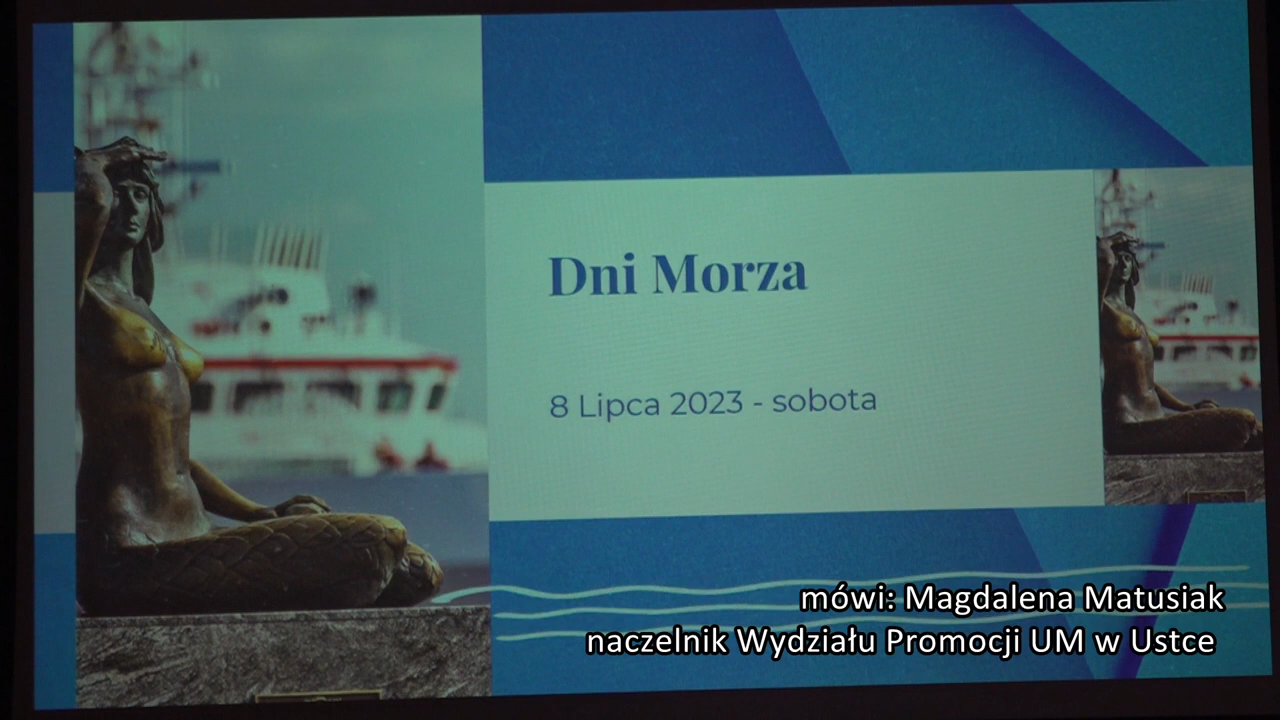 Dni Morza
8 Lipca 2023 - sobota
mówi: Magdalena Matusiak
naczelnik Wydziału Promocji UM w Ustce